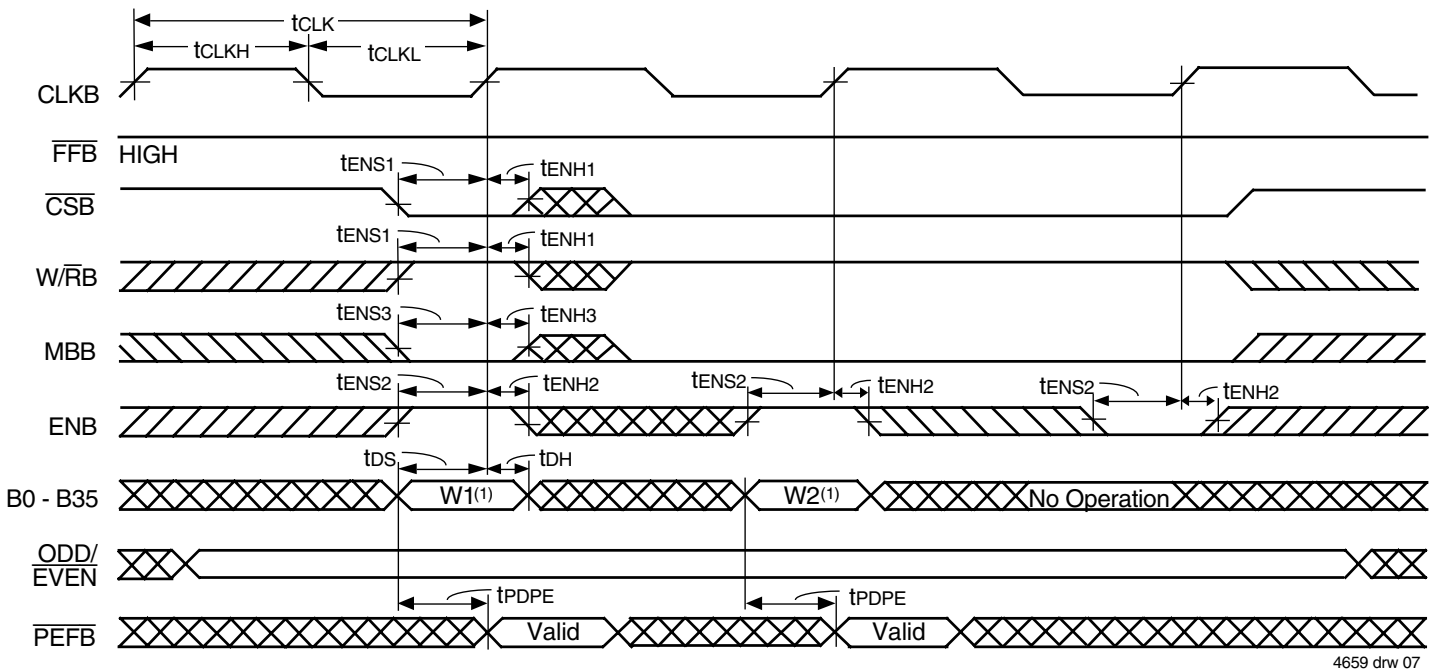 tCLK
tCLKH tCLKL
CLKB
FFB HIGH
tENS1 tENH1
CSB
tENS1 tENH1
W/RB
tENS3 tENH3
MBB
tENS2 tENH2 tENS2 tENH2 tENS2 tENH2
ENB
tDS tDH
B0 - B35 W1(1) W2(1) No Operation
ODD/
EVEN
tPDPE tPDPE
PEFB Valid Valid
4659 drw 07